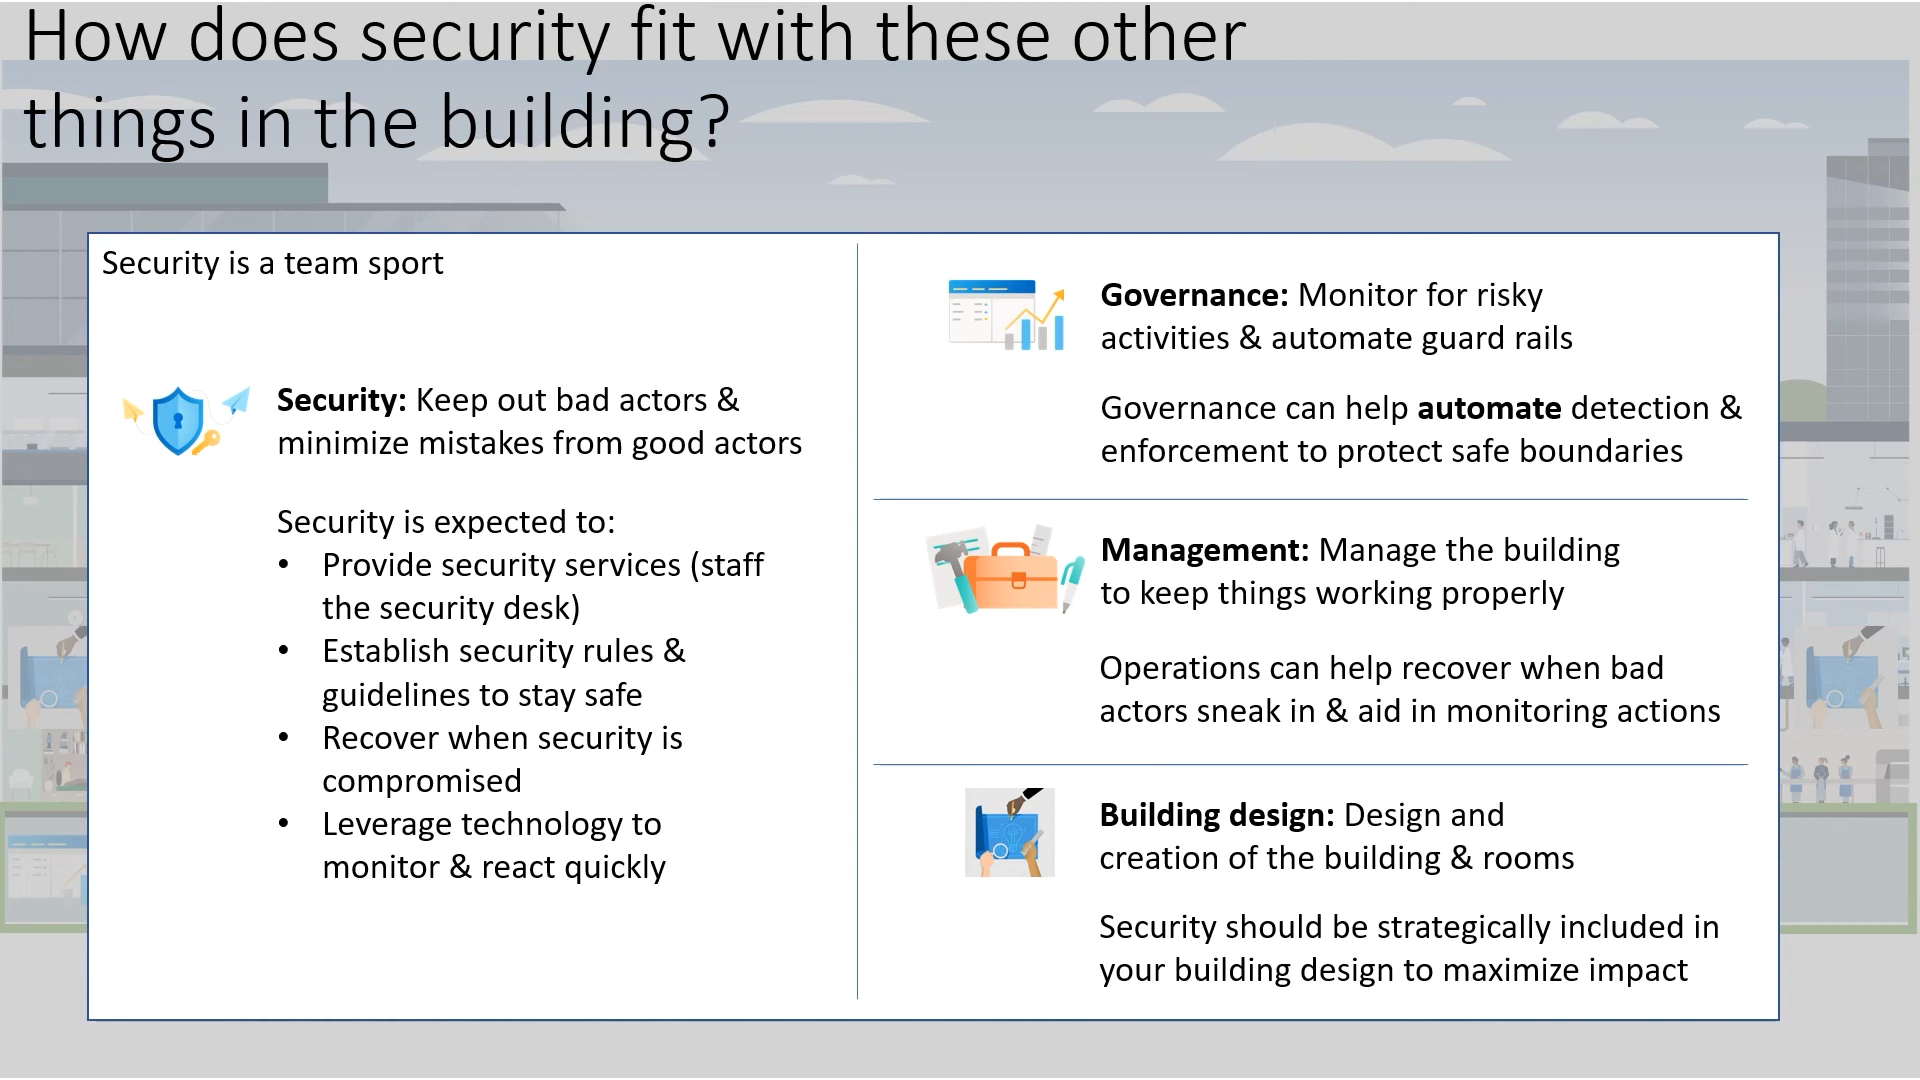 How does security fit with these other
things in the building?
Security is a team sport
Security: Keep out bad actors &
minimize mistakes from good actors
Security is expected to:
• Provide security services (staff
the security desk)
• Establish security rules &
guidelines to stay safe
• Recover when security is
compromised
• Leverage technology to
monitor & react quickly
Governance: Monitor for risky
activities & automate guard rails
Governance can help automate detection &
enforcement to protect safe boundaries
Management: Manage the building
to keep things working properly
Operations can help recover when bad
actors sneak in & aid in monitoring actions
Building design: Design and
creation of the building & rooms
Security should be strategically included in
your building design to maximize impact